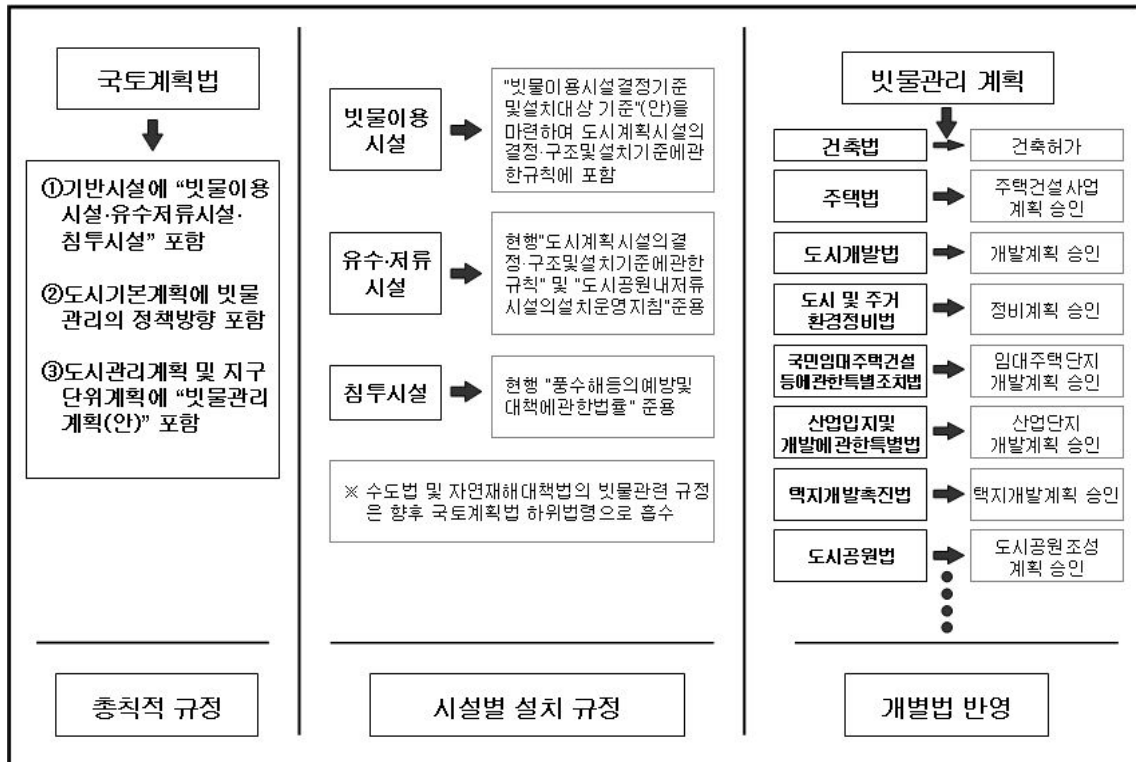 국토계획법
①기반시설에 “빗물이용
시설·유수저류시설·
침투시설” 포함
②도시기본계획에 빗물
관리의 정책방향 포함
③도시관리계획 및 지구
단위계획에 “빗물관리
계획(안)” 포함
총칙적 규정
빗물이용
시설
"빗물이용시설결정기준
및설치대상 기준"(안)을
마련하여 도시계획시설의
결정·구조및설치기준에관
한규칙에 포함
유수·저류
시설
현행"도시계획시설의결
정·구조및설치기준에관한
규칙" 및 "도시공원내저류
시설의설치운영지침"준용
침투시설
현행 "풍수해등의예방및
대책에관한법률" 준용
※ 수도법 및 자연재해대책법의 빗물관련 규정
은 향후 국토계획법 하위법령으로 흡수
시설별 설치 규정
빗물관리 계획
건축법
건축허가
주택법
주택건설사업
계획 승인
도시개발법
개발계획 승인
도시 및 주거
환경정비법
정비계획 승인
국민임대주택건설
등에관한특별조치법
임대주택단지
개발계획 승인
산업입지및
개발에관한특별법
산업단지
개발계획 승인
택지개발촉진법
택지개발계획 승인
도시공원법
도시공원조성
계획 승인
개별법 반영